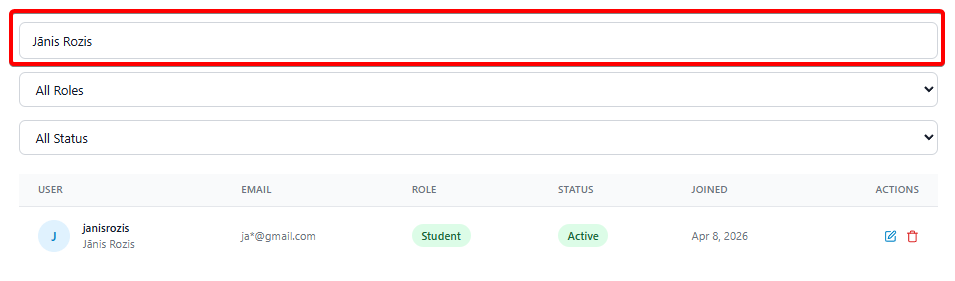 Jānis Rozis
All Roles
All Status
USER EMAIL ROLE STATUS JOINED ACTIONS
J janisrozis ja*@gmail.com Student Active Apr 8, 2026
Jānis Rozis